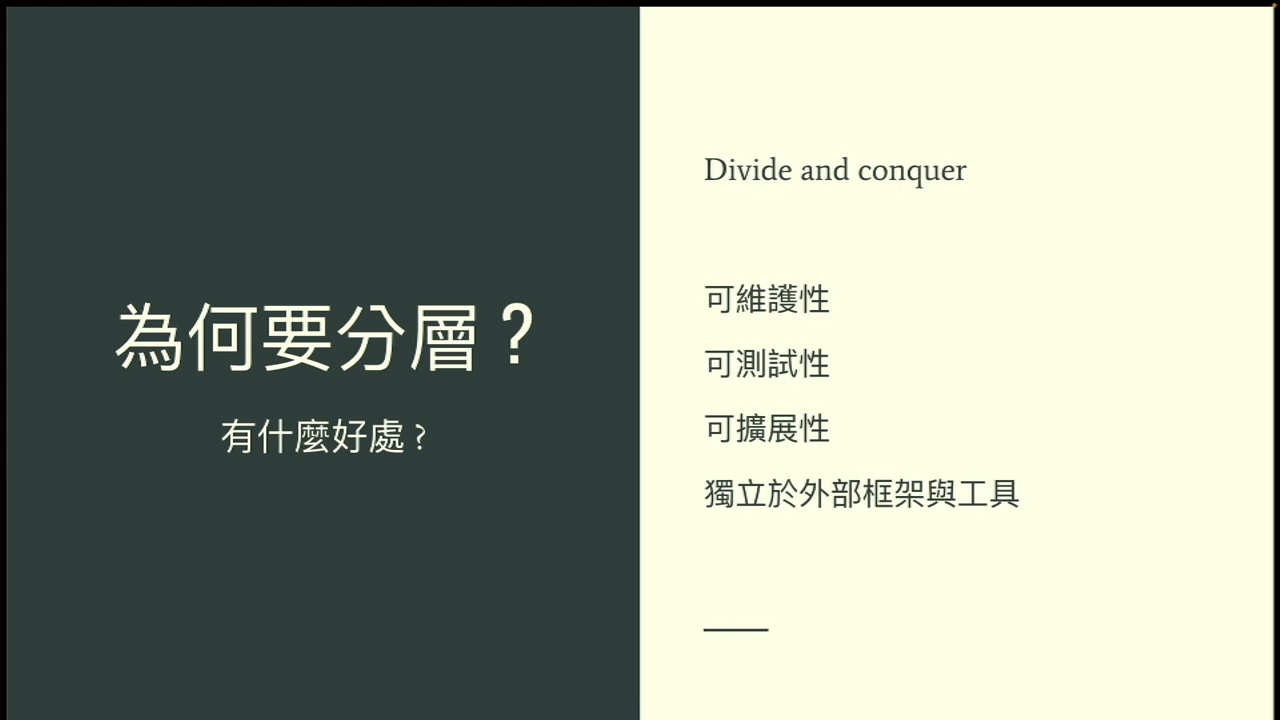 為何要分層？
有什麼好處？
Divide and conquer
可維護性
可測試性
可擴展性
獨立於外部框架與工具